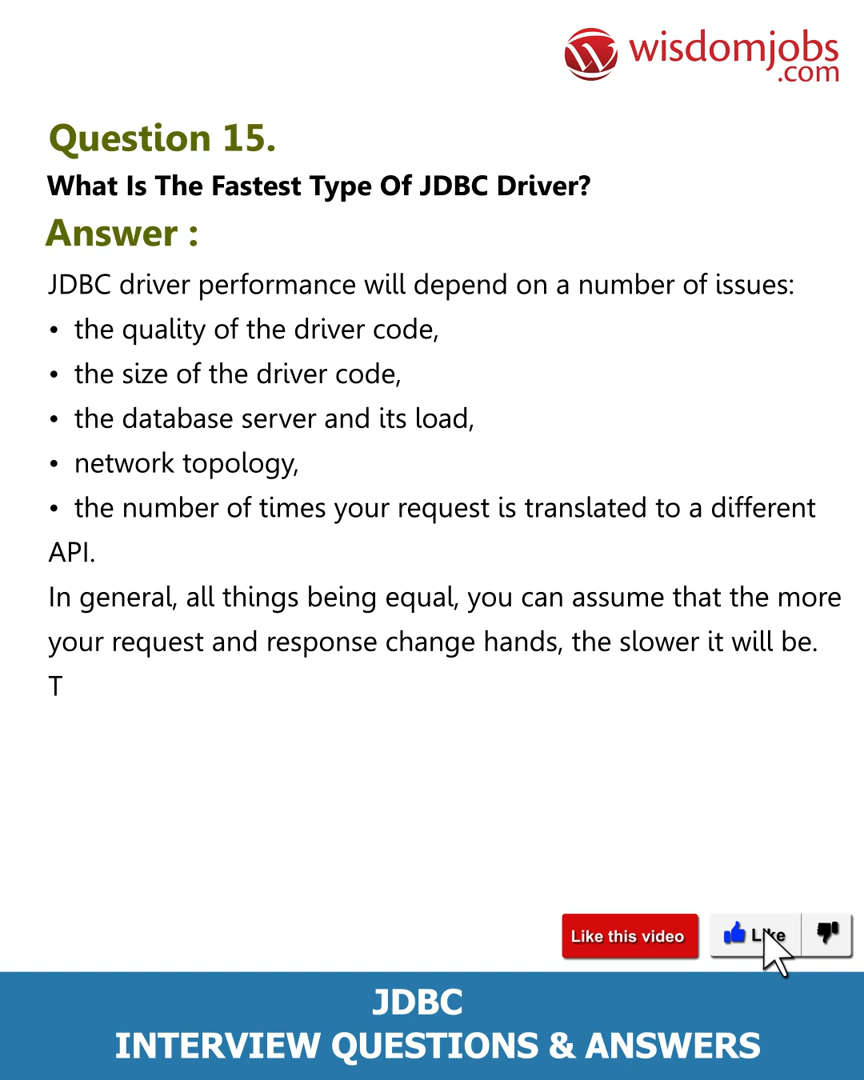 wisdomjobs
.com
Question 15.
What Is The Fastest Type Of JDBC Driver?
Answer :
JDBC driver performance will depend on a number of issues:
• the quality of the driver code,
• the size of the driver code,
• the database server and its load,
• network topology,
• the number of times your request is translated to a different
API.
In general, all things being equal, you can assume that the more
your request and response change hands, the slower it will be.
T
Like this video
Like
JDBC
INTERVIEW QUESTIONS & ANSWERS